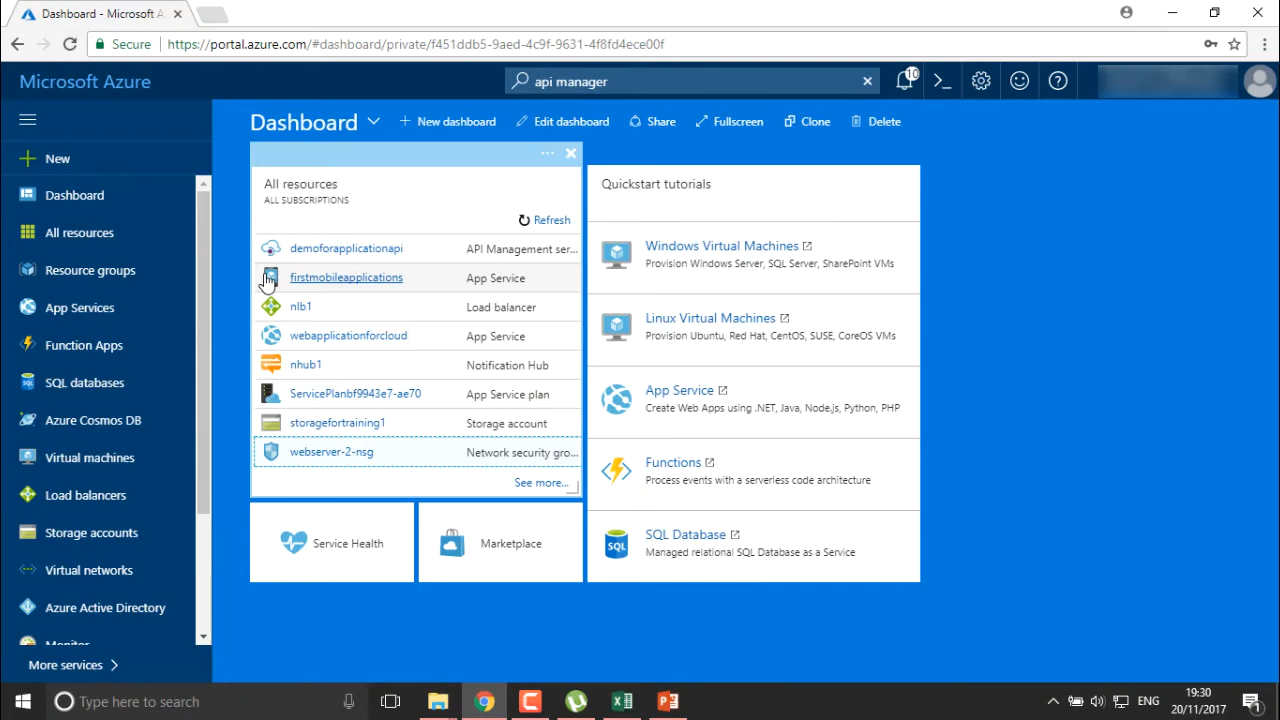 Dashboard - Microsoft A
Secure
https://portal.azure.com/#dashboard/private/f451ddb5-9aed-4c9f-9631-4f8fd4ece00f
Microsoft Azure
api manager
10
Dashboard
New dashboard
Edit dashboard
Share
Fullscreen
Clone
Delete
New
Dashboard
All resources
Resource groups
App Services
Function Apps
SQL databases
Azure Cosmos DB
Virtual machines
Load balancers
Storage accounts
Virtual networks
Azure Active Directory
Monitor
More services
All resources
ALL SUBSCRIPTIONS
Refresh
demoforapplicationapi API Management ser...
firstmobileapplications App Service
nlb1 Load balancer
webapplicationforcloud App Service
nhub1 Notification Hub
ServicePlanbf9943e7-ae70 App Service plan
storagefortraining1 Storage account
webserver-2-nsg Network security gro...
See more...
Service Health
Marketplace
Quickstart tutorials
Windows Virtual Machines
Provision Windows Server, SQL Server, SharePoint VMs
Linux Virtual Machines
Provision Ubuntu, Red Hat, CentOS, SUSE, CoreOS VMs
App Service
Create Web Apps using .NET, Java, Node.js, Python, PHP
Functions
Process events with a serverless code architecture
SQL
SQL Database
Managed relational SQL Database as a Service
Type here to search
ENG
19:30
20/11/2017
1